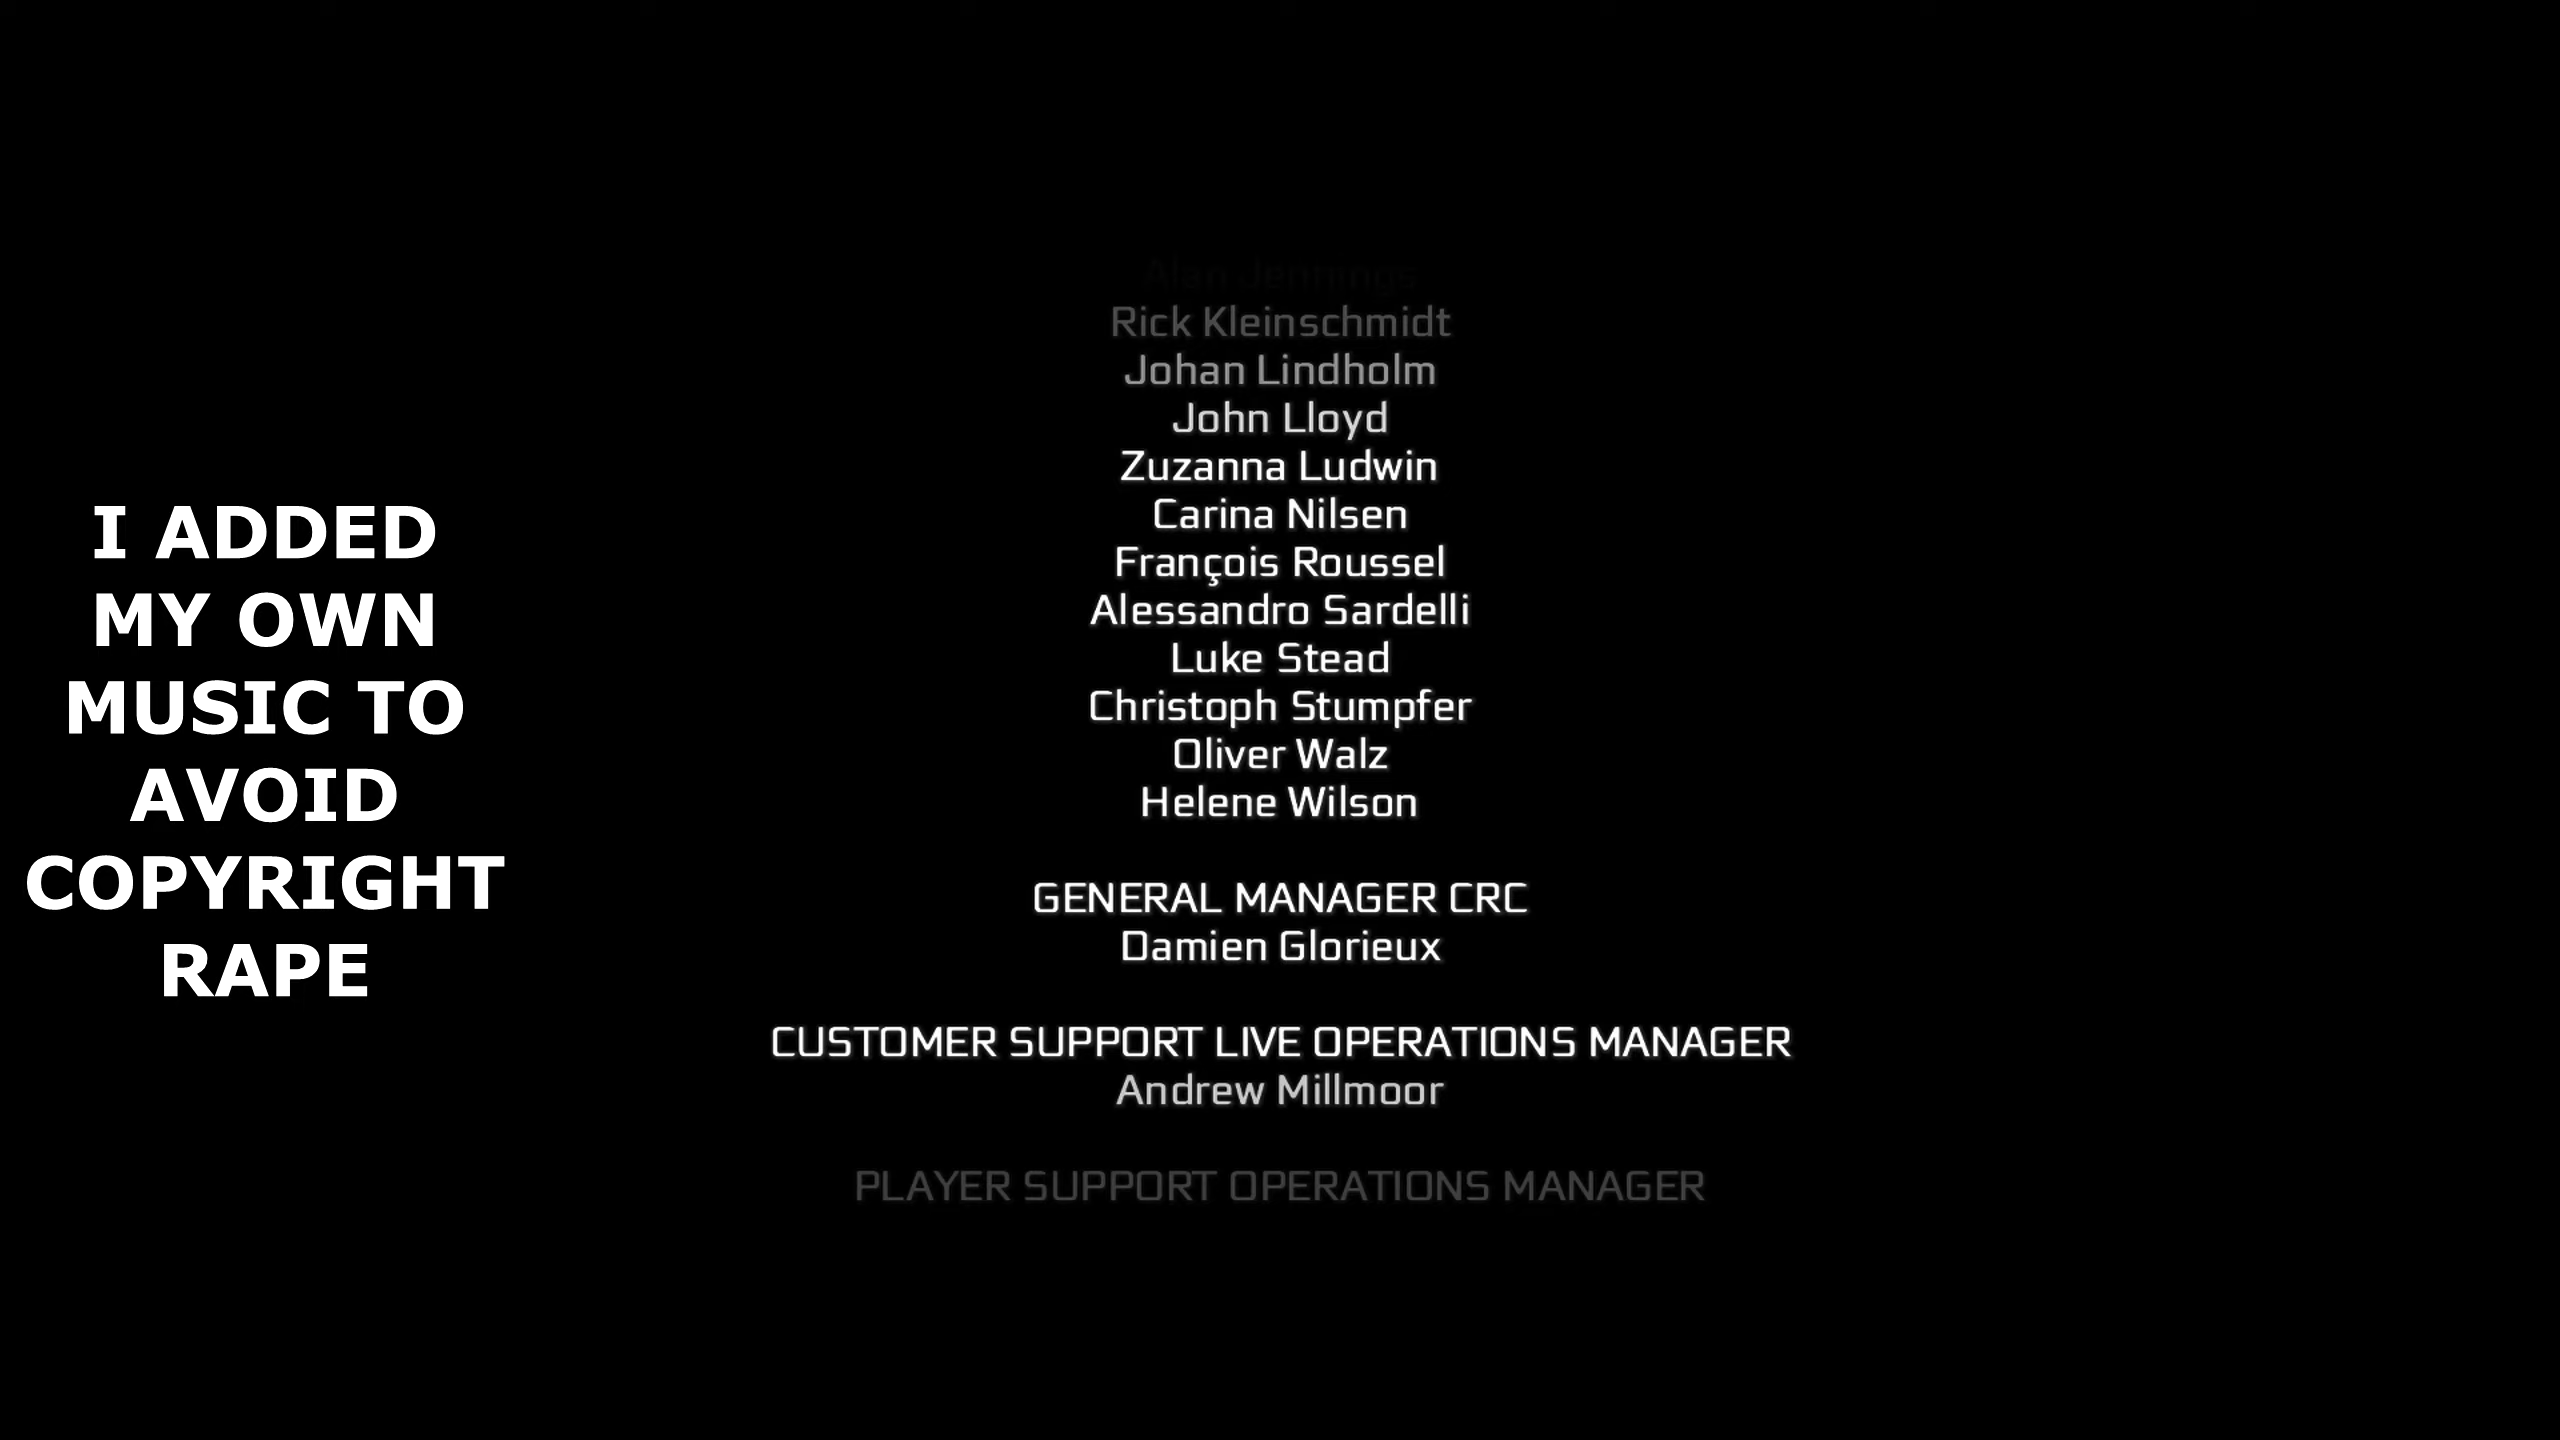 I ADDED
MY OWN
MUSIC TO
AVOID
COPYRIGHT
RAPE
Alan Jennings
Rick Kleinschmidt
Johan Lindholm
John Lloyd
Zuzanna Ludwin
Carina Nilsen
François Roussel
Alessandro Sardelli
Luke Stead
Christoph Stumpfer
Oliver Walz
Helene Wilson
GENERAL MANAGER CRC
Damien Glorieux
CUSTOMER SUPPORT LIVE OPERATIONS MANAGER
Andrew Millmoor
PLAYER SUPPORT OPERATIONS MANAGER